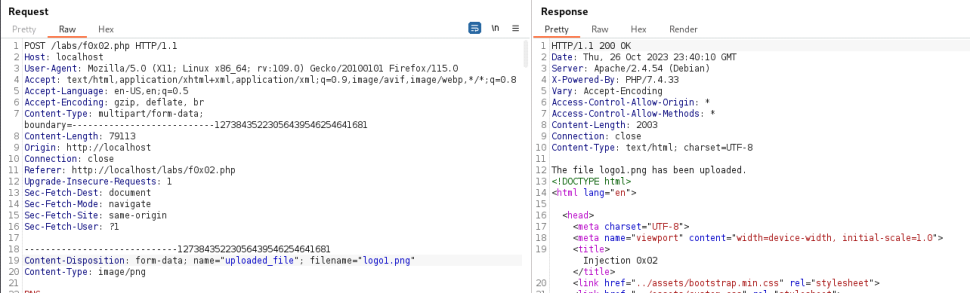 Request
Pretty Raw Hex
\n
1 POST /labs/f0x02.php HTTP/1.1
2 Host: localhost
3 User-Agent: Mozilla/5.0 (X11; Linux x86_64; rv:109.0) Gecko/20100101 Firefox/115.0
4 Accept: text/html,application/xhtml+xml,application/xml;q=0.9,image/avif,image/webp,*/*;q=0.8
5 Accept-Language: en-US,en;q=0.5
6 Accept-Encoding: gzip, deflate, br
7 Content-Type: multipart/form-data;
boundary=---------------------------127384352230564395462546​41681
8 Content-Length: 79113
9 Origin: http://localhost
10 Connection: close
11 Referer: http://localhost/labs/f0x02.php
12 Upgrade-Insecure-Requests: 1
13 Sec-Fetch-Dest: document
14 Sec-Fetch-Mode: navigate
15 Sec-Fetch-Site: same-origin
16 Sec-Fetch-User: ?1
17
18 -----------------------------12738435223056439546254641681
19 Content-Disposition: form-data; name="uploaded_file"; filename="logo1.png"
20 Content-Type: image/png
21
Response
Pretty Raw Hex Render
1 HTTP/1.1 200 OK
2 Date: Thu, 26 Oct 2023 23:40:10 GMT
3 Server: Apache/2.4.54 (Debian)
4 X-Powered-By: PHP/7.4.33
5 Vary: Accept-Encoding
6 Access-Control-Allow-Origin: *
7 Access-Control-Allow-Methods: *
8 Content-Length: 2003
9 Connection: close
10 Content-Type: text/html; charset=UTF-8
11
12 The file logo1.png has been uploaded.
13 <!DOCTYPE html>
14 <html lang="en">
15
16 <head>
17 <meta charset="UTF-8">
18 <meta name="viewport" content="width=device-width, initial-scale=1.0">
19 <title>
Injection 0x02
</title>
20 <link href="../assets/bootstrap.min.css" rel="stylesheet">